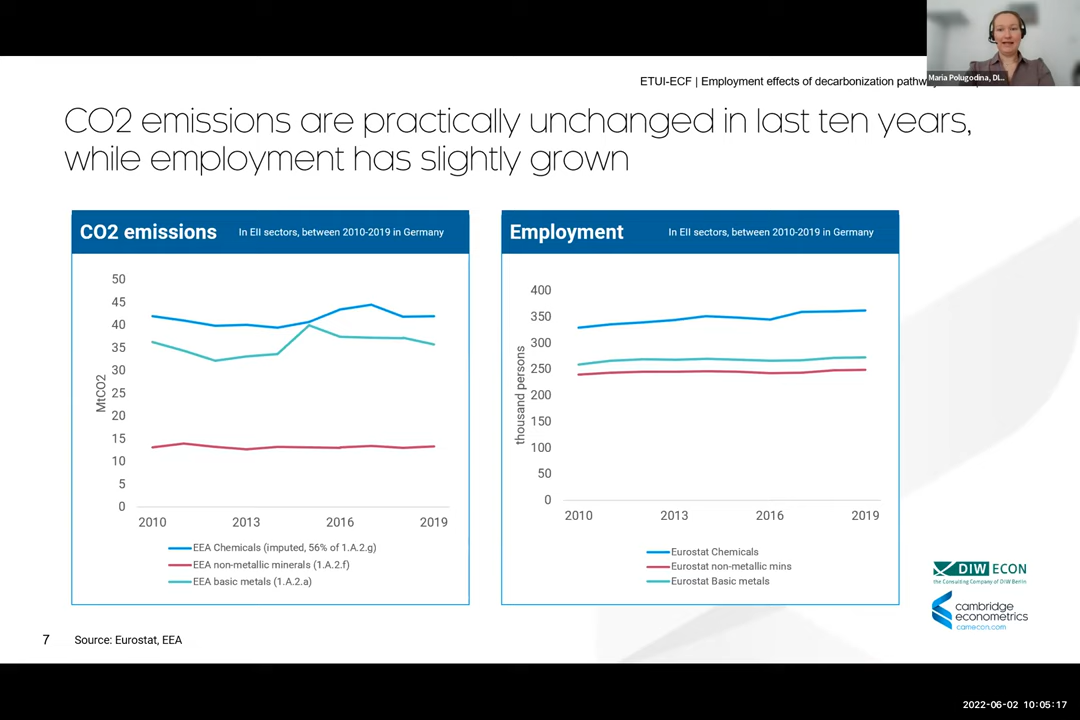 Maria Polugodina, DI...
ETUI-ECF | Employment effects of decarbonization pathw
CO2 emissions are practically unchanged in last ten years,
while employment has slightly grown
CO2 emissions
In EII sectors, between 2010-2019 in Germany
50
45
40
35
30
25
20
15
10
5
0
MtCO2
2010
2013
2016
2019
EEA Chemicals (imputed, 56% of 1.A.2.g)
EEA non-metallic minerals (1.A.2.f)
EEA basic metals (1.A.2.a)
Employment
In EII sectors, between 2010-2019 in Germany
400
350
300
250
200
150
100
50
0
thousand persons
2010
2013
2016
2019
Eurostat Chemicals
Eurostat non-metallic mins
Eurostat Basic metals
DIW ECON
the Consulting Company of DIW Berlin
cambridge
econometrics
camecon.com
7
Source: Eurostat, EEA
2022-06-02 10:05:17